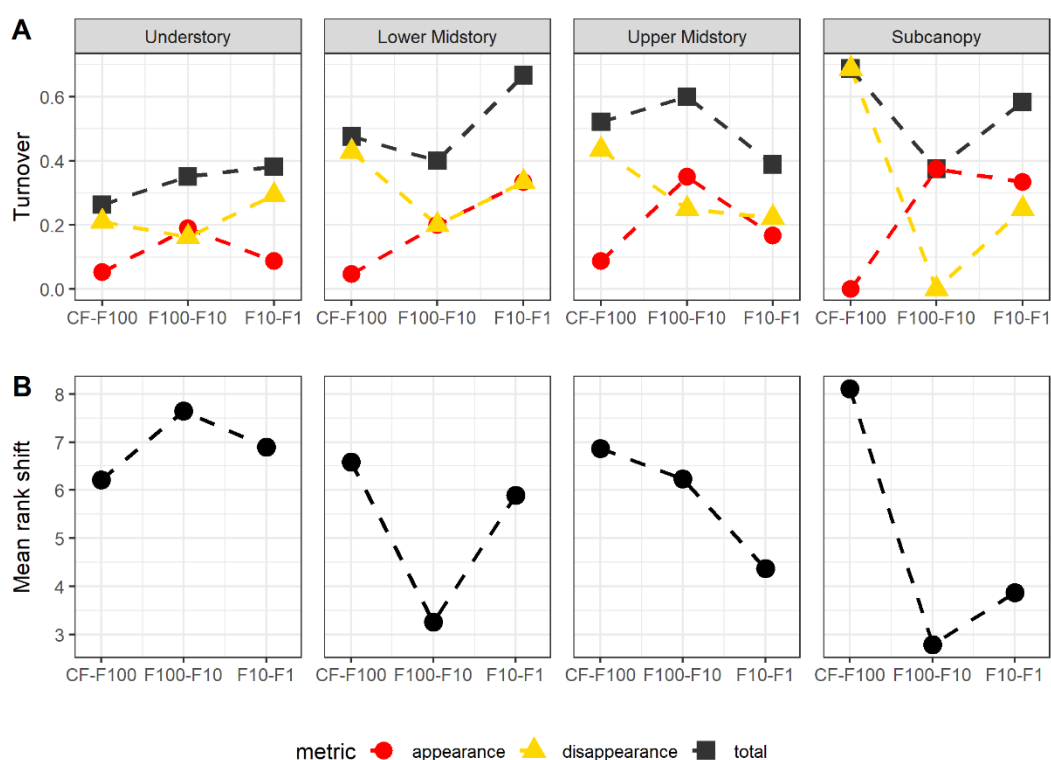 A
Understory Lower Midstory Upper Midstory Subcanopy
Turnover
0.6
0.4
0.2
0.0
CF-F100 F100-F10 F10-F1 CF-F100 F100-F10 F10-F1 CF-F100 F100-F10 F10-F1 CF-F100 F100-F10 F10-F1
B
Mean rank shift
8
7
6
5
4
3
CF-F100 F100-F10 F10-F1 CF-F100 F100-F10 F10-F1 CF-F100 F100-F10 F10-F1 CF-F100 F100-F10 F10-F1
metric appearance disappearance total